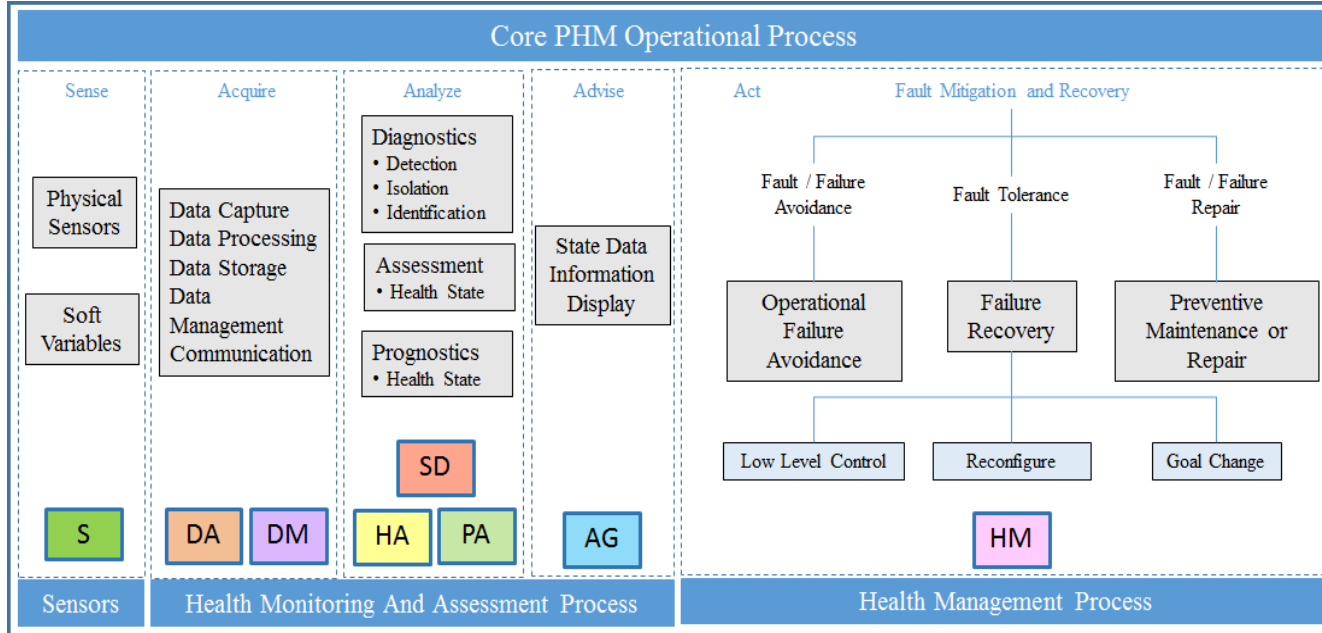 Core PHM Operational Process
Sense
Physical
Sensors
Soft
Variables
S
Sensors
Acquire
Data Capture
Data Processing
Data Storage
Data
Management
Communication
DA
DM
Analyze
Diagnostics
• Detection
• Isolation
• Identification
Assessment
• Health State
Prognostics
• Health State
SD
HA
PA
Advise
State Data
Information
Display
AG
Health Monitoring And Assessment Process
Act
Fault Mitigation and Recovery
Fault / Failure
Avoidance
Fault Tolerance
Fault / Failure
Repair
Operational
Failure
Avoidance
Failure
Recovery
Preventive
Maintenance or
Repair
Low Level Control
Reconfigure
Goal Change
HM
Health Management Process